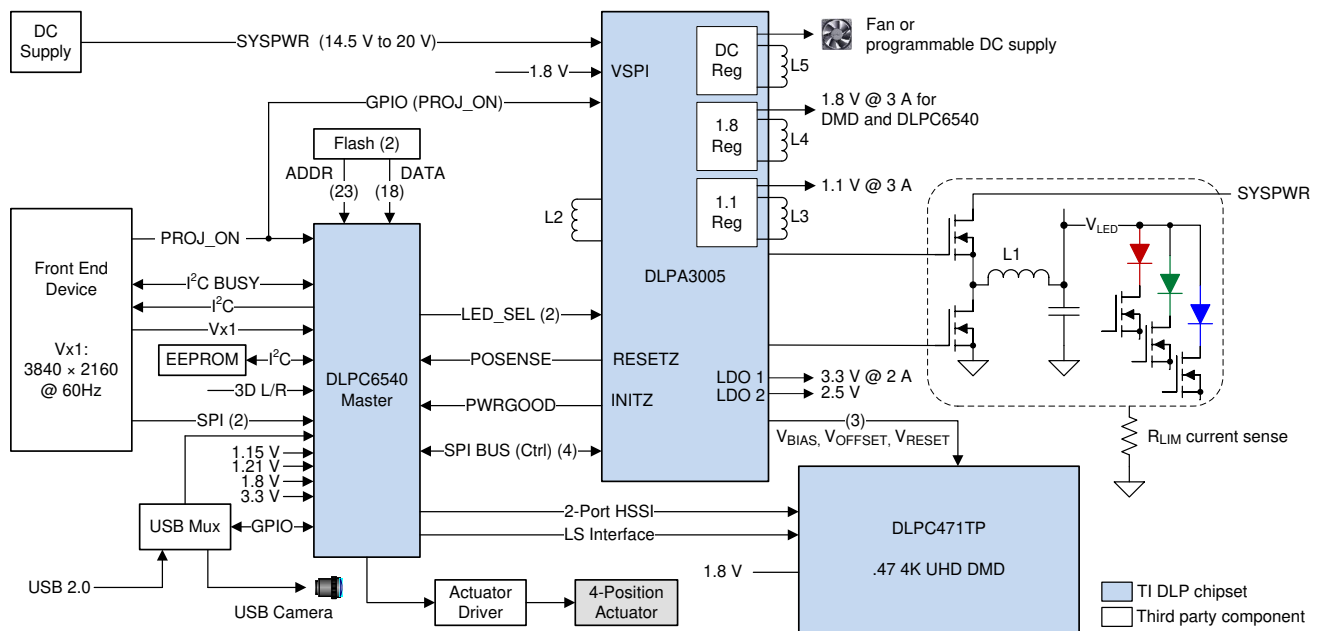 DC
Supply
SYSPWR (14.5 V to 20 V)
1.8 V
VSPI
GPIO (PROJ_ON)
DC
Reg
L5
Fan or
programmable DC supply
1.8
Reg
L4
1.8 V @ 3 A for
DMD and DLPC6540
1.1
Reg
L3
1.1 V @ 3 A
Flash (2)
ADDR
(23)
DATA
(18)
L2
DLPA3005
SYSPWR
L1
V_LED
Front End
Device
Vx1:
3840 × 2160
@ 60Hz
PROJ_ON
I²C BUSY
I²C
Vx1
EEPROM
I²C
3D L/R
SPI (2)
1.15 V
1.21 V
1.8 V
3.3 V
DLPC6540
Master
LED_SEL (2)
POSENSE
RESETZ
PWRGOOD
INITZ
SPI BUS (Ctrl) (4)
LDO 1
3.3 V @ 2 A
LDO 2
2.5 V
(3)
V_BIAS, V_OFFSET, V_RESET
R_LIM current sense
USB Mux
GPIO
USB 2.0
USB Camera
2-Port HSSI
LS Interface
1.8 V
DLPC471TP
.47 4K UHD DMD
Actuator
Driver
4-Position
Actuator
TI DLP chipset
Third party component